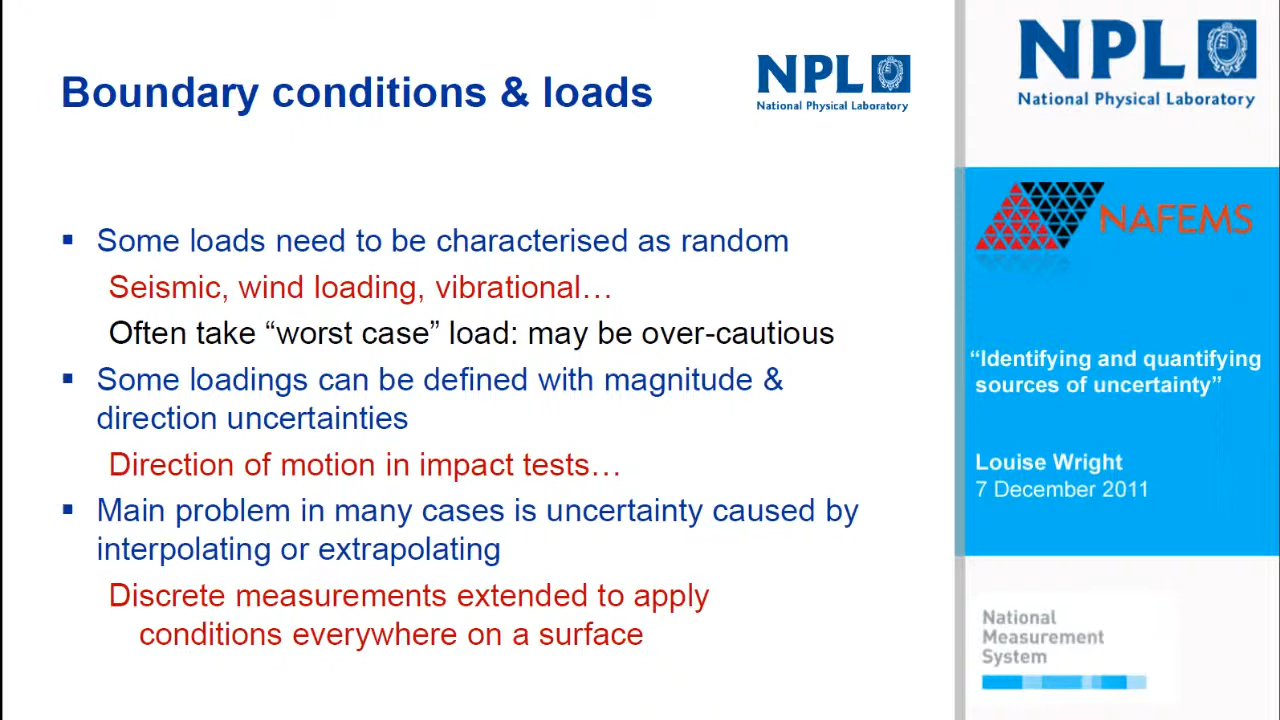 Boundary conditions & loads
NPL
National Physical Laboratory
▪ Some loads need to be characterised as random
Seismic, wind loading, vibrational…
Often take “worst case” load: may be over-cautious
▪ Some loadings can be defined with magnitude &
direction uncertainties
Direction of motion in impact tests…
▪ Main problem in many cases is uncertainty caused by
interpolating or extrapolating
Discrete measurements extended to apply
conditions everywhere on a surface
NPL
National Physical Laboratory
NAFEMS
“Identifying and quantifying
sources of uncertainty”
Louise Wright
7 December 2011
National
Measurement
System